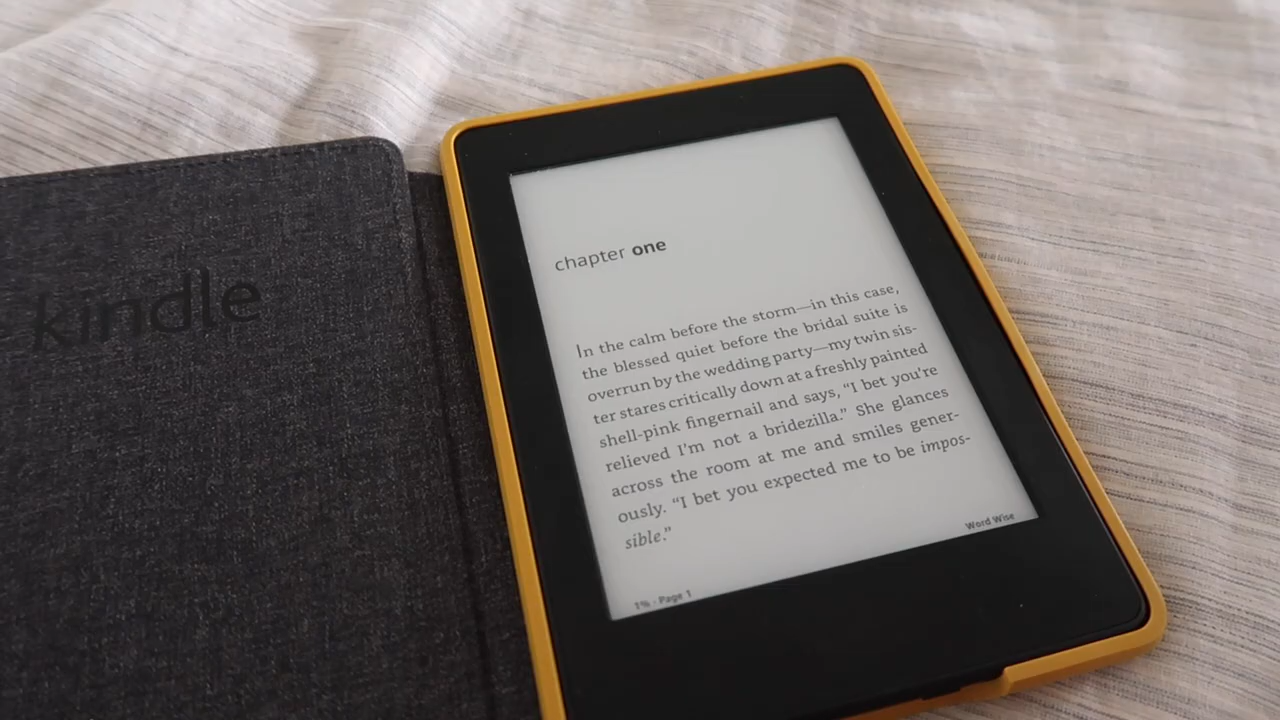 kindle
chapter one
In the calm before the storm—in this case,
the blessed quiet before the bridal suite is
overrun by the wedding party—my twin sis-
ter stares critically down at a freshly painted
shell-pink fingernail and says, “I bet you're
relieved I'm not a bridezilla.” She glances
across the room at me and smiles gener-
ously. “I bet you expected me to be impos-
sible.”
Word Wise
1% · Page 1